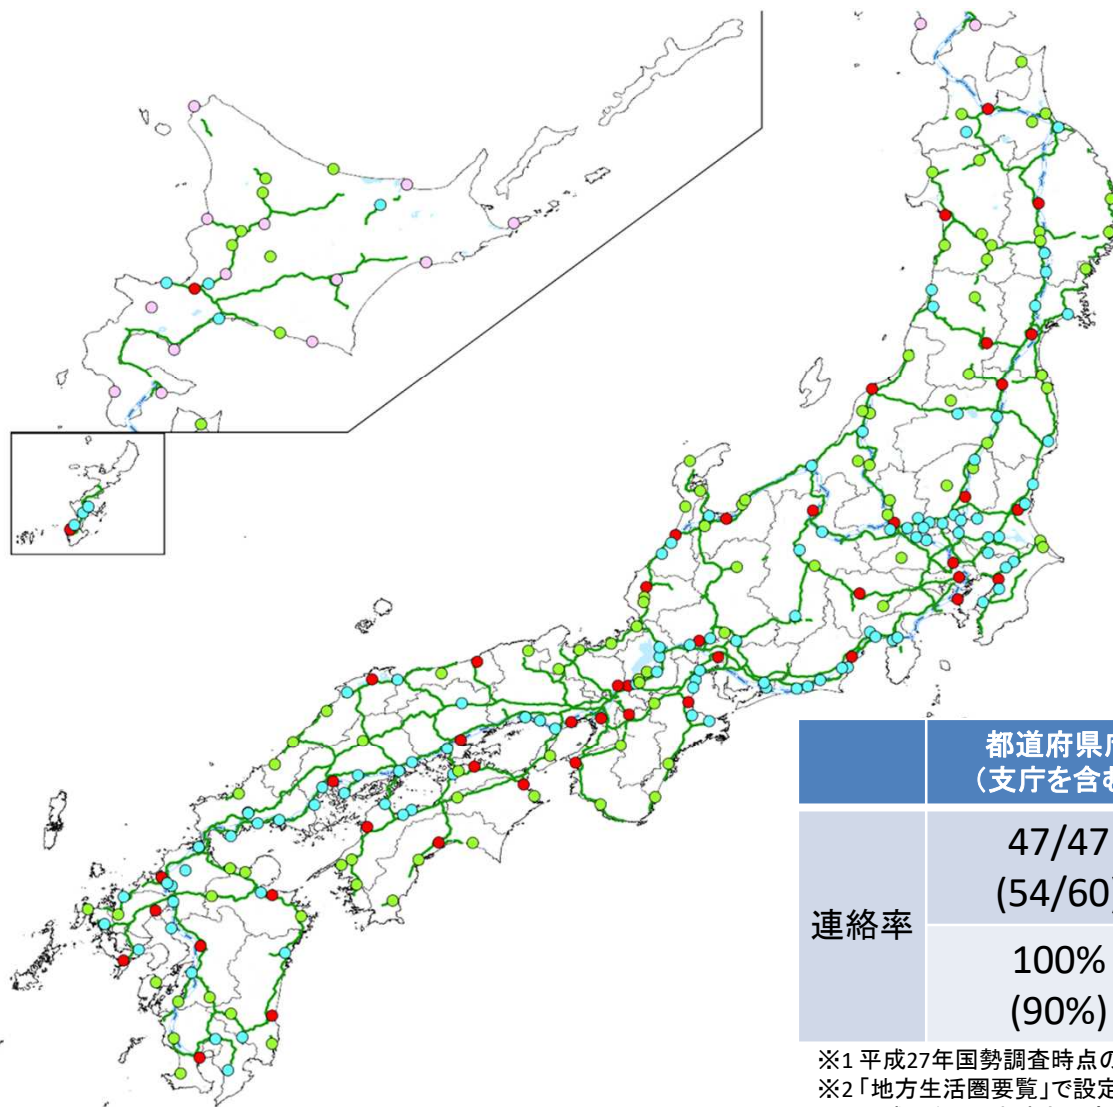 都道府県庁
（支庁を含む
連絡率
47/47
(54/60)
100%
(90%)
※1 平成27年国勢調査時点の
※2 「地方生活圏要覧」で設定